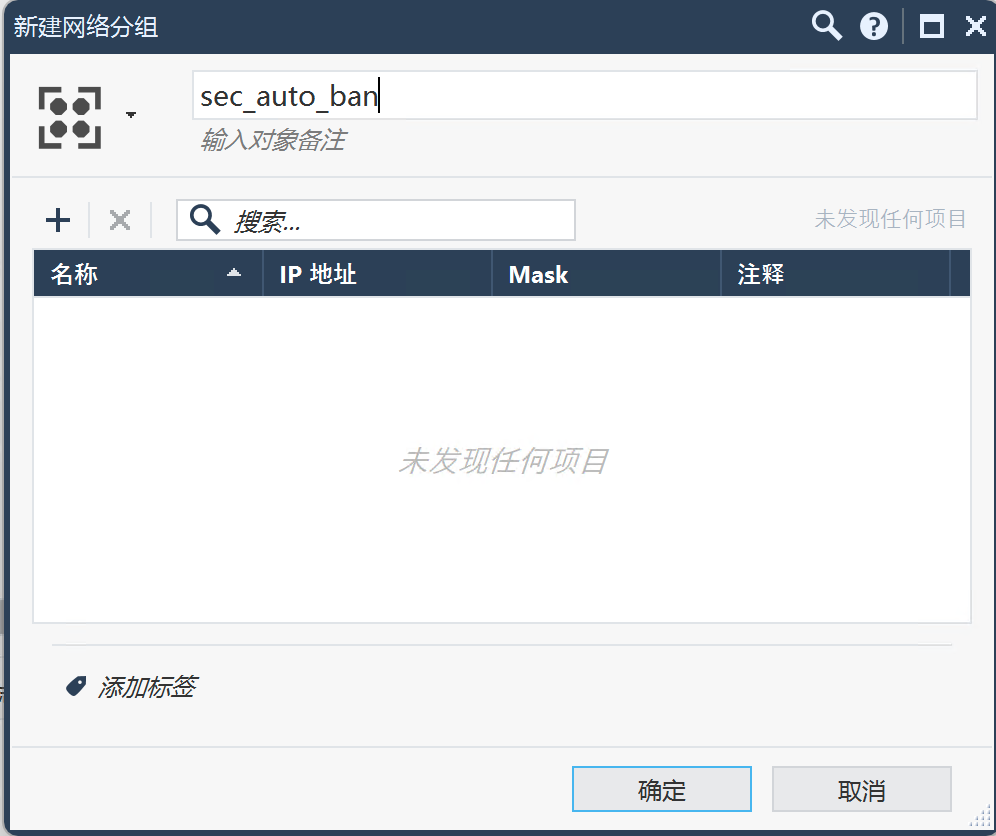 新建网络分组
sec_auto_ban
输入对象备注
搜索...
未发现任何项目
名称 IP 地址 Mask 注释
未发现任何项目
添加标签
确定 取消